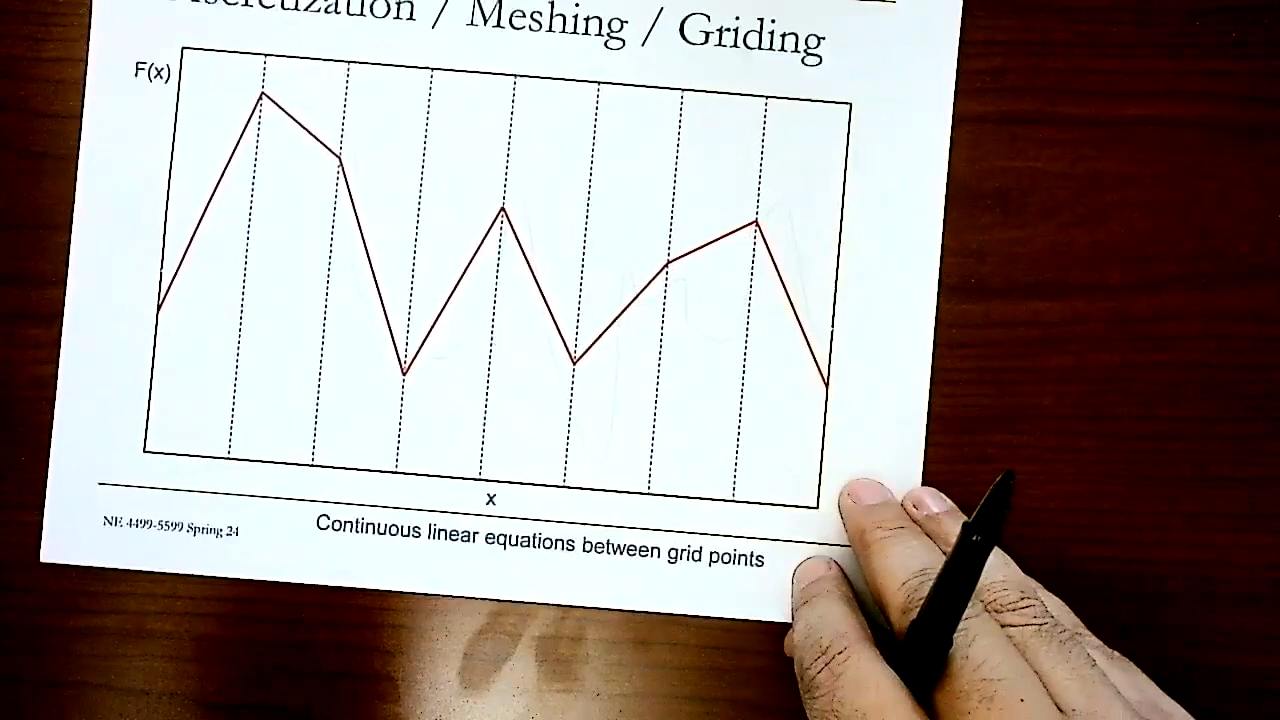 / Meshing / Griding
F(x)
x
NE 4499-5599 Spring 24
Continuous linear equations between grid points